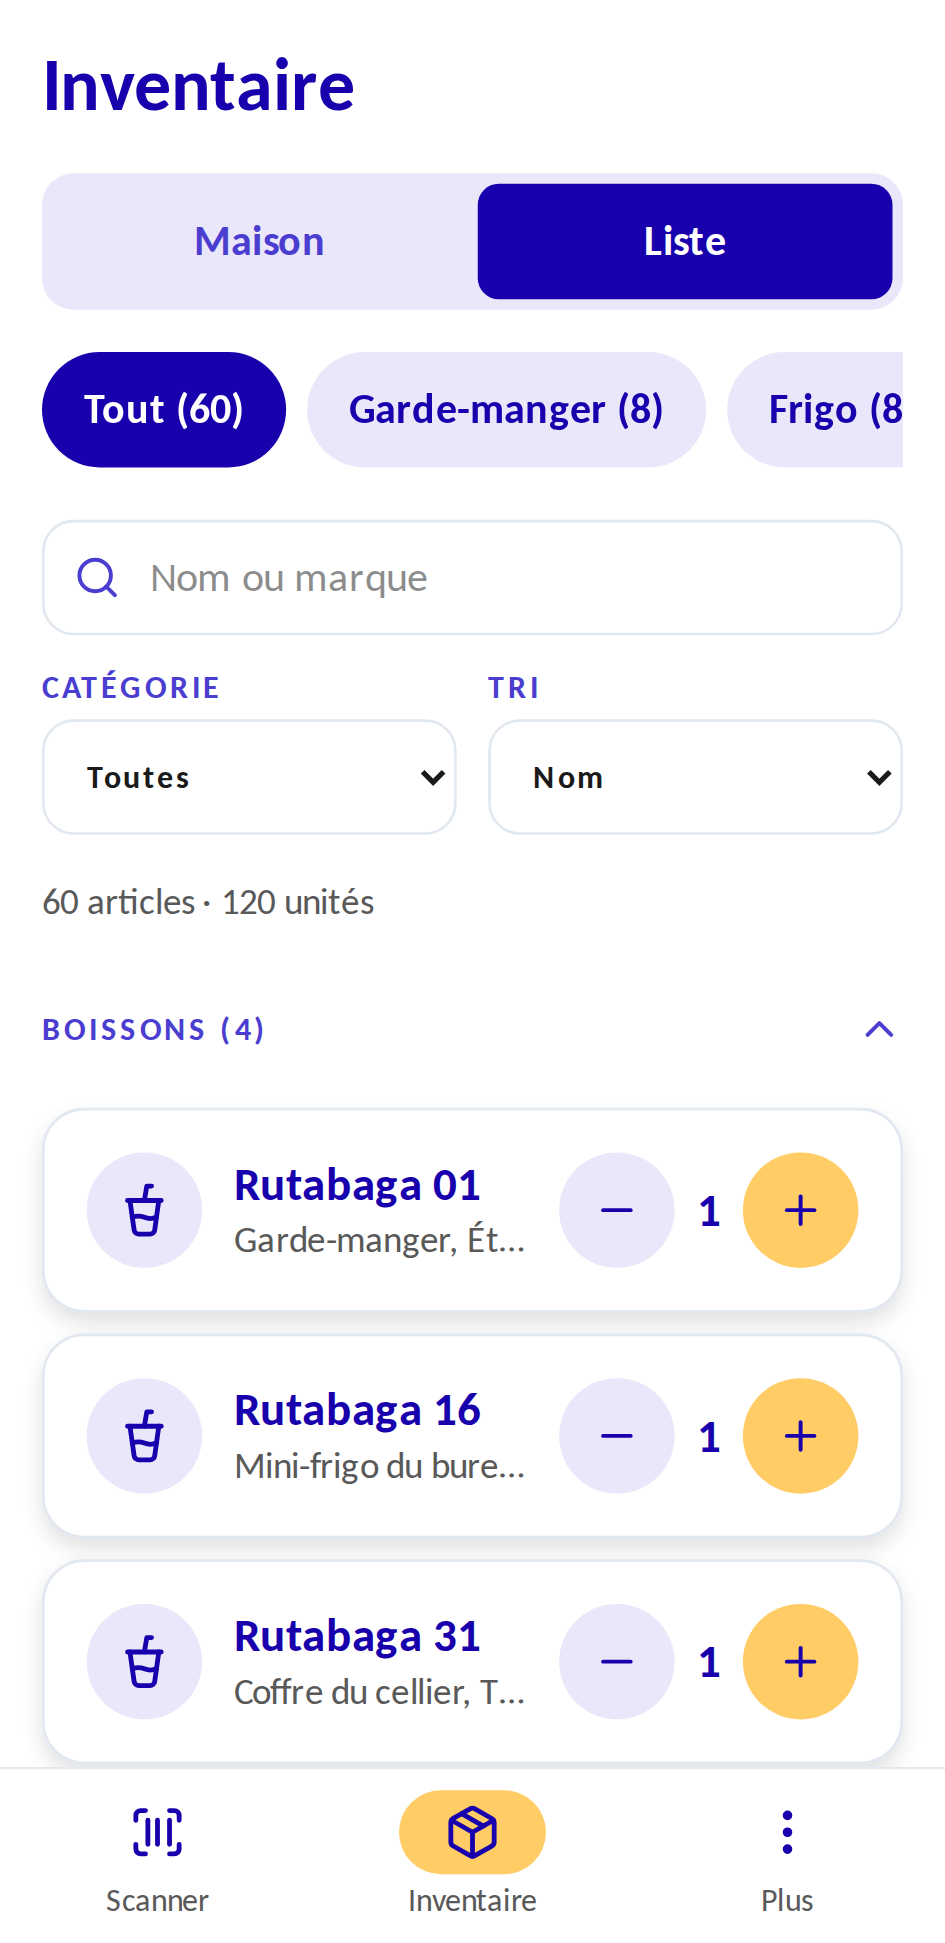 Inventaire
Maison
Liste
Tout (60)
Garde-manger (8)
Frigo (8
Nom ou marque
CATÉGORIE
TRI
Toutes
Nom
60 articles · 120 unités
BOISSONS (4)
Rutabaga 01
Garde-manger, Ét...
1
Rutabaga 16
Mini-frigo du bure...
1
Rutabaga 31
Coffre du cellier, T...
1
Scanner
Inventaire
Plus